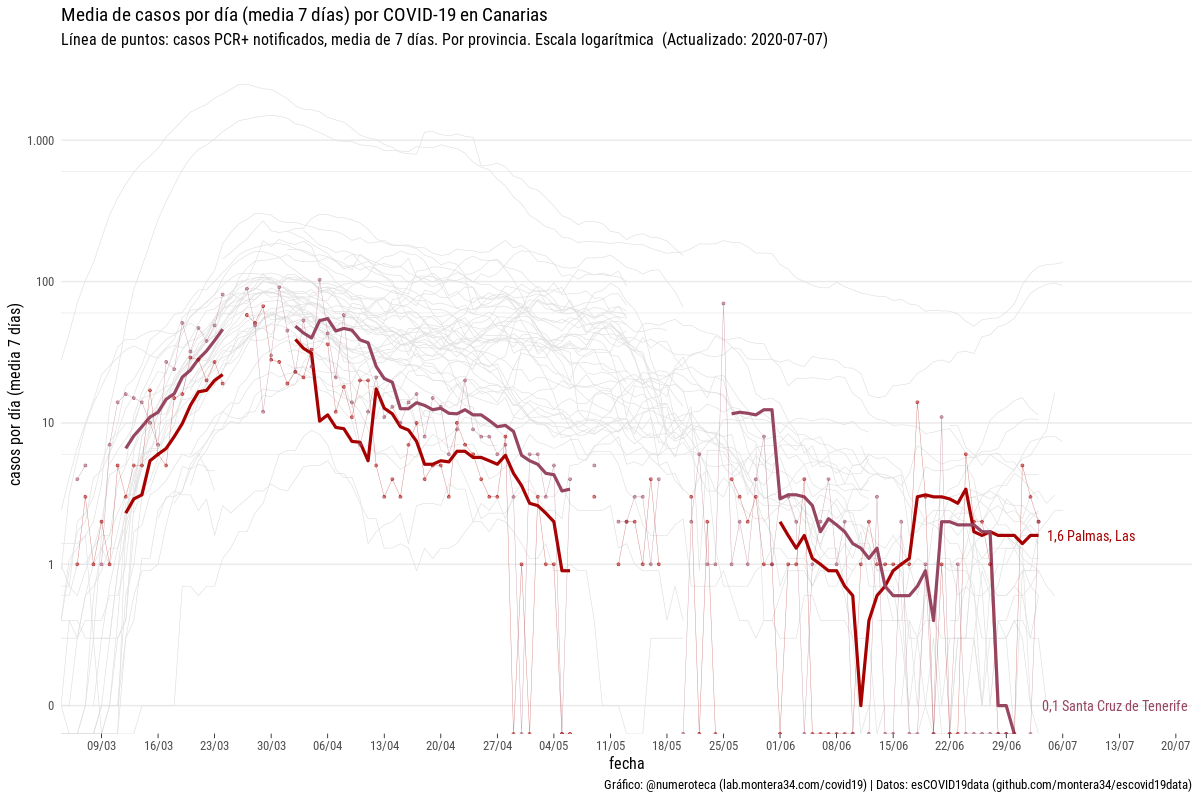 Media de casos por día (media 7 días) por COVID-19 en Canarias
Línea de puntos: casos PCR+ notificados, media de 7 días. Por provincia. Escala logarítmica  (Actualizado: 2020-07-07)
casos por día (media 7 días)
1.000
100
10
1
0
1,6 Palmas, Las
0,1 Santa Cruz de Tenerife
09/03 16/03 23/03 30/03 06/04 13/04 20/04 27/04 04/05 11/05 18/05 25/05 01/06 08/06 15/06 22/06 29/06 06/07 13/07 20/07
fecha
Gráfico: @numeroteca (lab.montera34.com/covid19) | Datos: esCOVID19data (github.com/montera34/escovid19data)